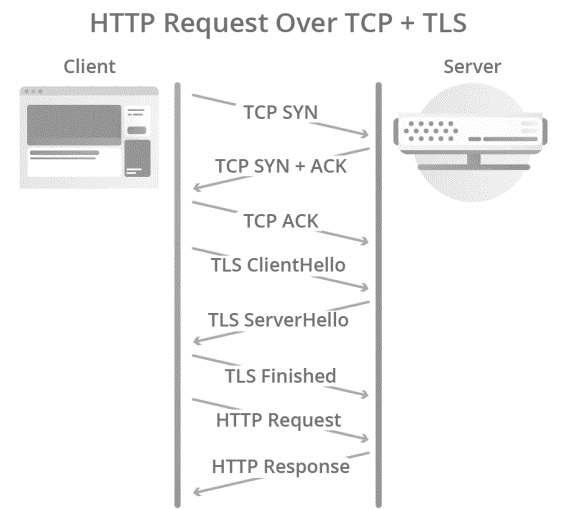 HTTP Request Over TCP + TLS
Client
Server
TCP SYN
TCP SYN + ACK
TCP ACK
TLS ClientHello
TLS ServerHello
TLS Finished
HTTP Request
HTTP Response